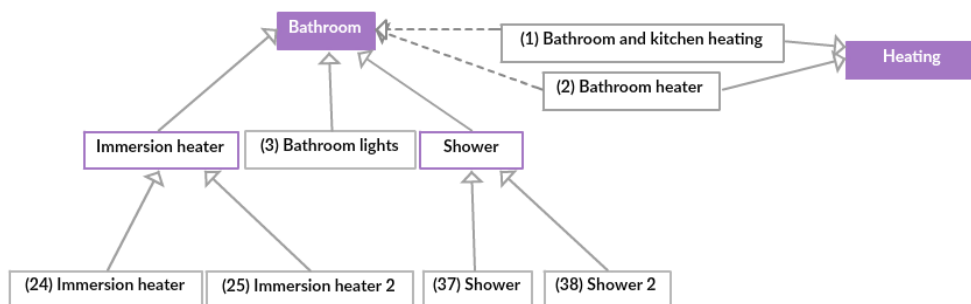 Bathroom
(1) Bathroom and kitchen heating
Heating
(2) Bathroom heater
Immersion heater
(3) Bathroom lights
Shower
(24) Immersion heater
(25) Immersion heater 2
(37) Shower
(38) Shower 2